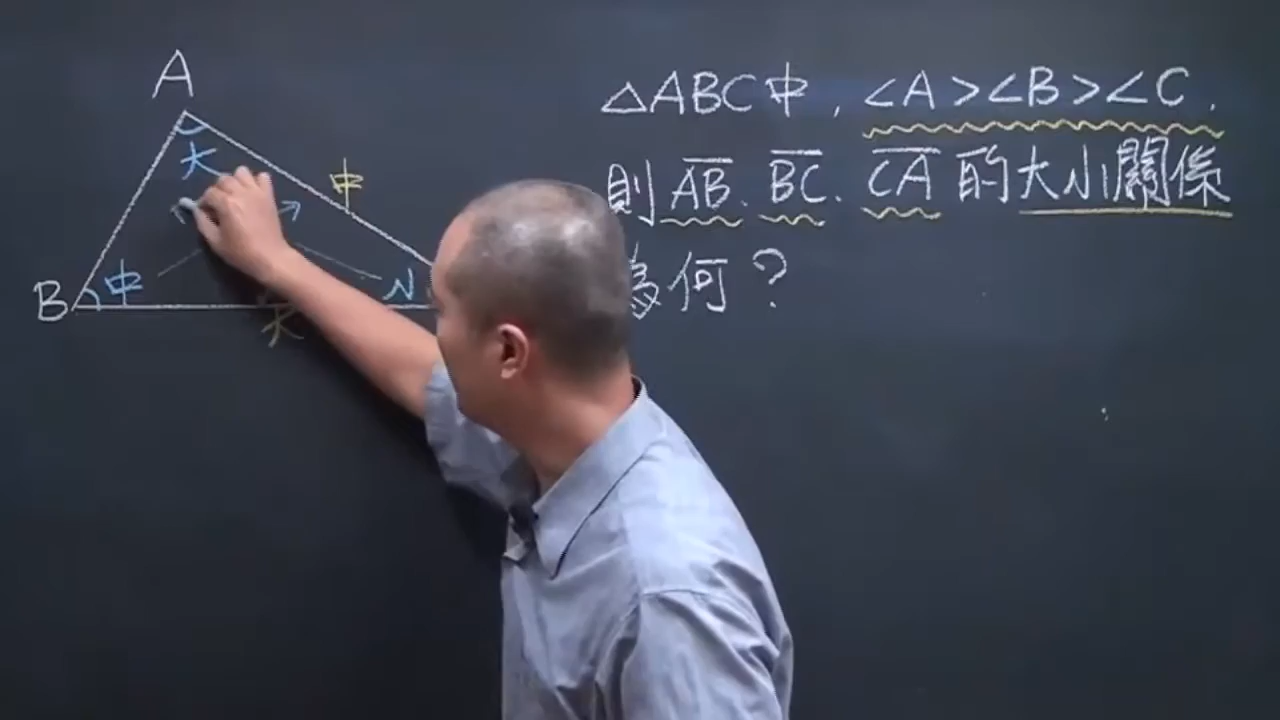 A
大
中
B
中
小
大
△ABC中，<A><B><C．
則AB、BC、CA的大小關係
為何？